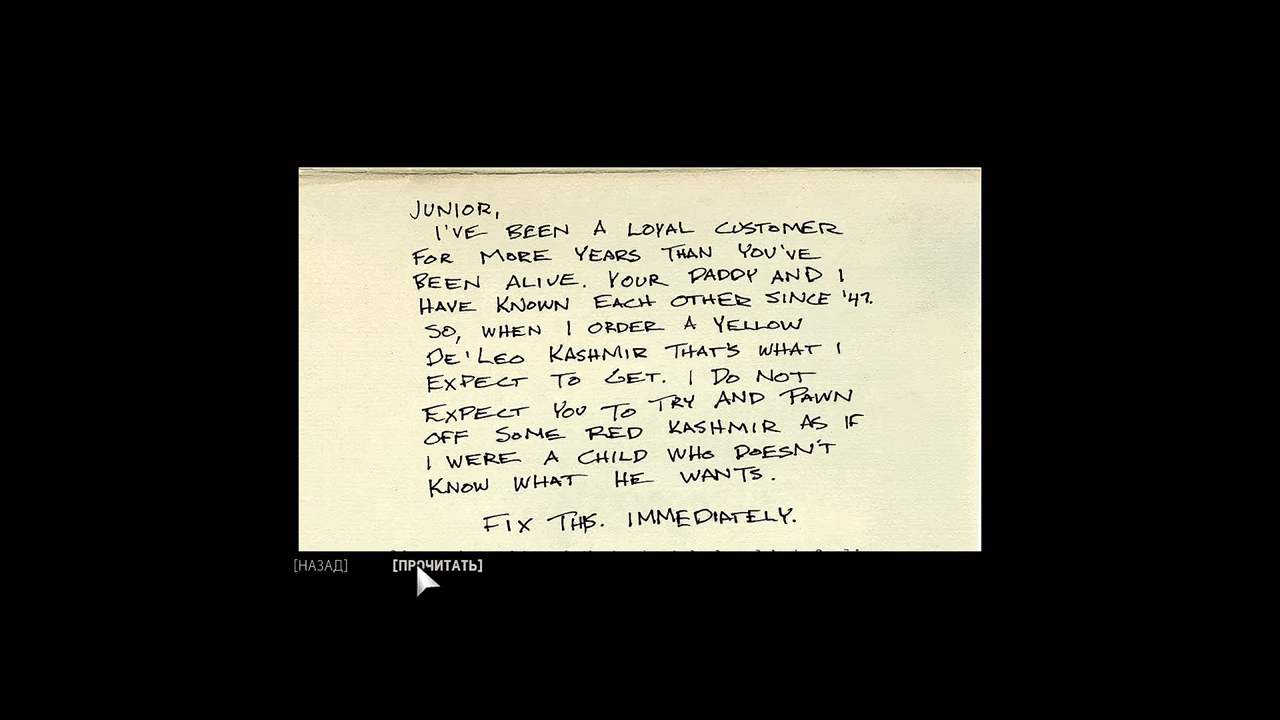 JUNIOR,
I'VE BEEN A LOYAL CUSTOMER
FOR MORE YEARS THAN YOU'VE
BEEN ALIVE. YOUR DADDY AND I
HAVE KNOWN EACH OTHER SINCE '47.
SO, WHEN I ORDER A YELLOW
DE'LEO KASHMIR THAT'S WHAT I
EXPECT TO GET. I DO NOT
EXPECT YOU TO TRY AND PAWN
OFF SOME RED KASHMIR AS IF
I WERE A CHILD WHO DOESN'T
KNOW WHAT HE WANTS.
FIX THIS. IMMEDIATELY.
[НАЗАД] [ПРОЧИТАТЬ]